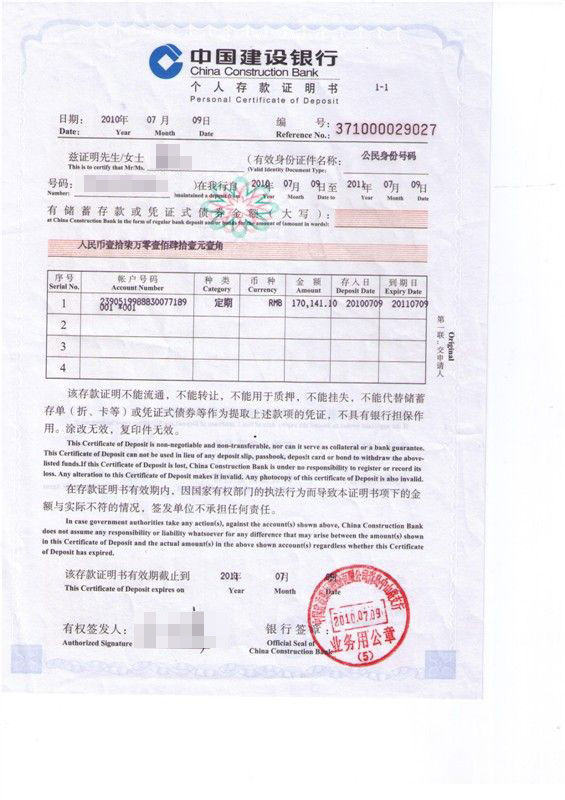 中国建设银行
China Construction Bank
个人存款证明书 1-1
Personal Certificate of Deposit
日期: 2010年 07月 09日 编号:
Date: Year Month Date Reference No.: 371000029027
兹证明先生/女士 (有效身份证件名称: 公民身份号码
This is to certify that Mr/Ms. (Valid Identity Document Type:
号码: )在我行自 2010年 07月 09日至 2011年 07月 09日
Number: )maintained a deposit Year Month Date to Year Month Date
有储蓄存款或凭证式债券金额(大写):
at China Construction Bank in the form of regular bank deposit and/or bonds for the amount of (amount in words):
人民币壹拾柒万零壹佰肆拾壹元壹角
序号 帐户号码 种类 币种 金额 存入日 到期日
Serial No. Account Number Category Currency Amount Deposit Date Expiry Date
1 2390519988830077189 定期 RMB 170,141.10 20100709 20110709
001 *001
2
3
4
第一联:交申请人
Original
该存款证明不能流通,不能转让,不能用于质押,不能挂失,不能代替储蓄
存单(折、卡等)或凭证式债券等作为提取上述款项的凭证,不具有银行担保作
用。涂改无效,复印件无效。
This Certificate of Deposit is non-negotiable and non-transferable, nor can it serve as collateral or a bank guarantee.
This Certificate of Deposit can not be used in lieu of any deposit slip, passbook, deposit card or bond to withdraw the above-
listed funds.If this Certificate of Deposit is lost, China Construction Bank is under no responsibility to register or record its
loss. Any alteration to this Certificate of Deposit makes it invalid. Any photocopy of this certificate of Deposit is also invalid.
在存款证明书有效期内,因国家有权部门的执法行为而导致本证明书项下的金
额与实际不符的情况,签发单位不承担任何责任。
In case government authorities take any action(s), against the account(s) shown above, China Construction Bank
does not assume any responsibility or liability whatsoever for any difference that may arise between the amount(s) shown
in this Certificate of Deposit and the actual amount(s) in the above shown account(s) regardless whether this Certificate
of Deposit has expired.
该存款证明书有效期截止到 2011年 07月 09日
This Certificate of Deposit expires on Year Month Date
有权签发人: 银行签章:
Authorized Signature Official Seal of
China Construction Bank
2010.07.09
业务用公章
(5)